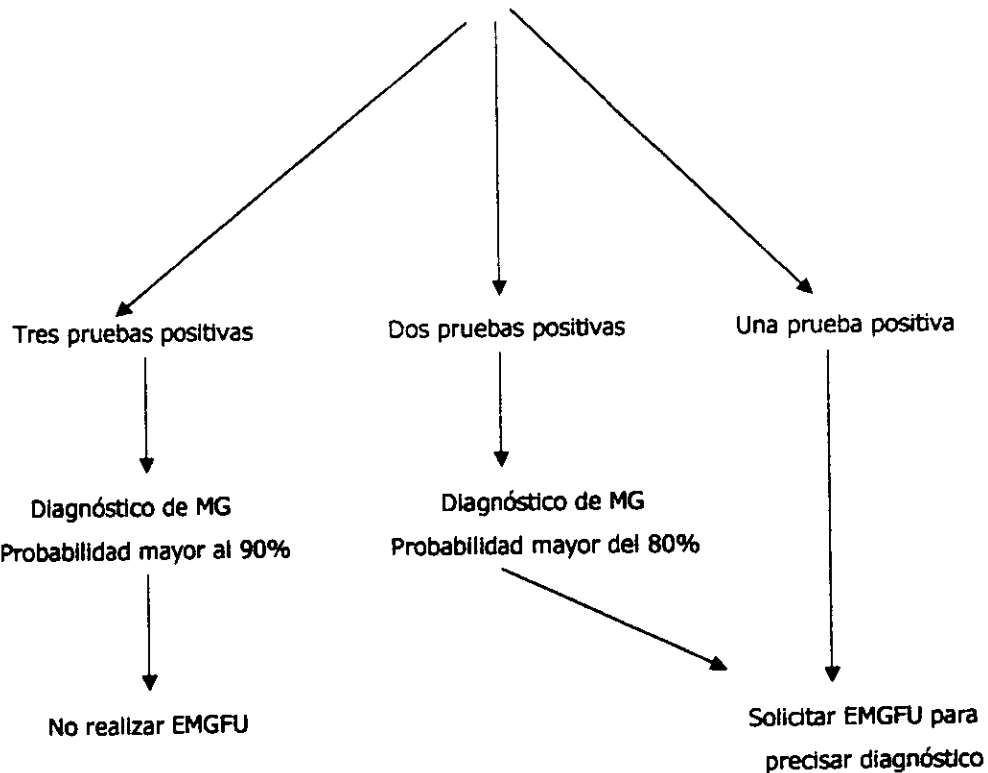 Tres pruebas positivas
Dos pruebas positivas
Una prueba positiva
Diagnóstico de MG
Probabilidad mayor al 90%
Diagnóstico de MG
Probabilidad mayor del 80%
No realizar EMGFU
Solicitar EMGFU para
precisar diagnóstico